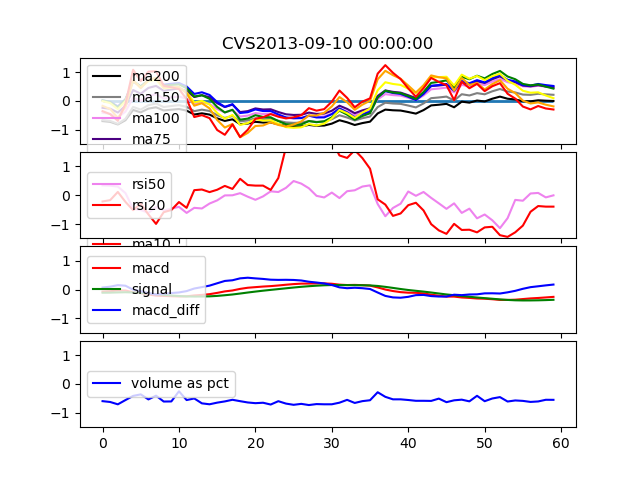 CVS2013-09-10 00:00:00
1
0
−1
ma200
ma150
ma100
ma75
1
0
−1
rsi50
rsi20
ma10
1
0
−1
macd
signal
macd_diff
1
0
−1
volume as pct
0 10 20 30 40 50 60